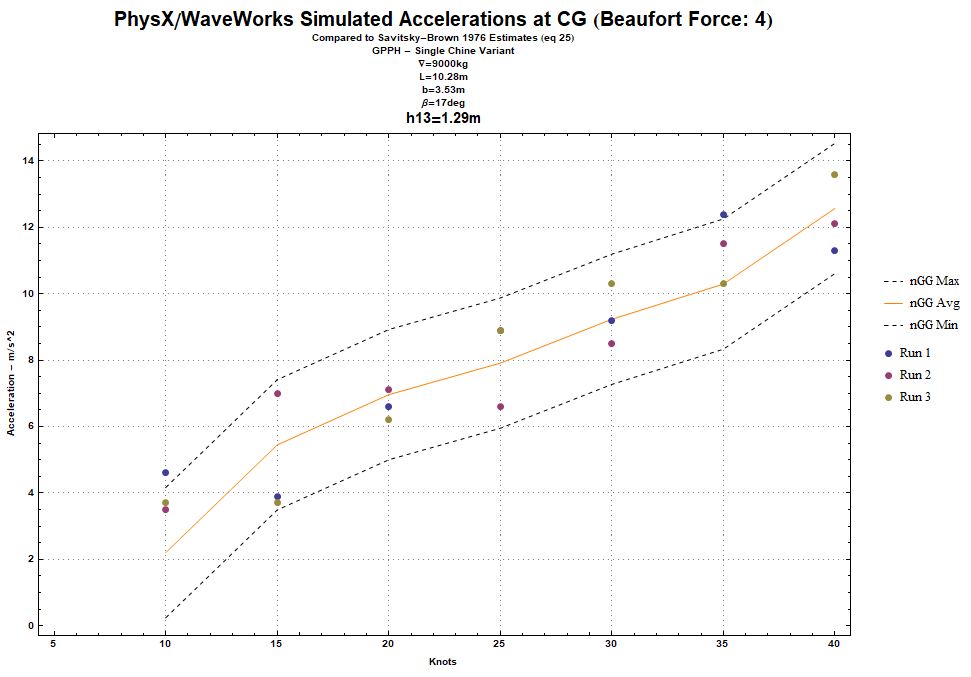 PhysX/WaveWorks Simulated Accelerations at CG (Beaufort Force: 4)
Compared to Savitsky–Brown 1976 Estimates (eq 25)
GPPH – Single Chine Variant
∇=9000kg
L=10.28m
b=3.53m
β=17deg
h13=1.29m
14
12
10
8
6
4
2
0
Acceleration – m/s^2
5 10 15 20 25 30 35 40
Knots
nGG Max
nGG Avg
nGG Min
Run 1
Run 2
Run 3